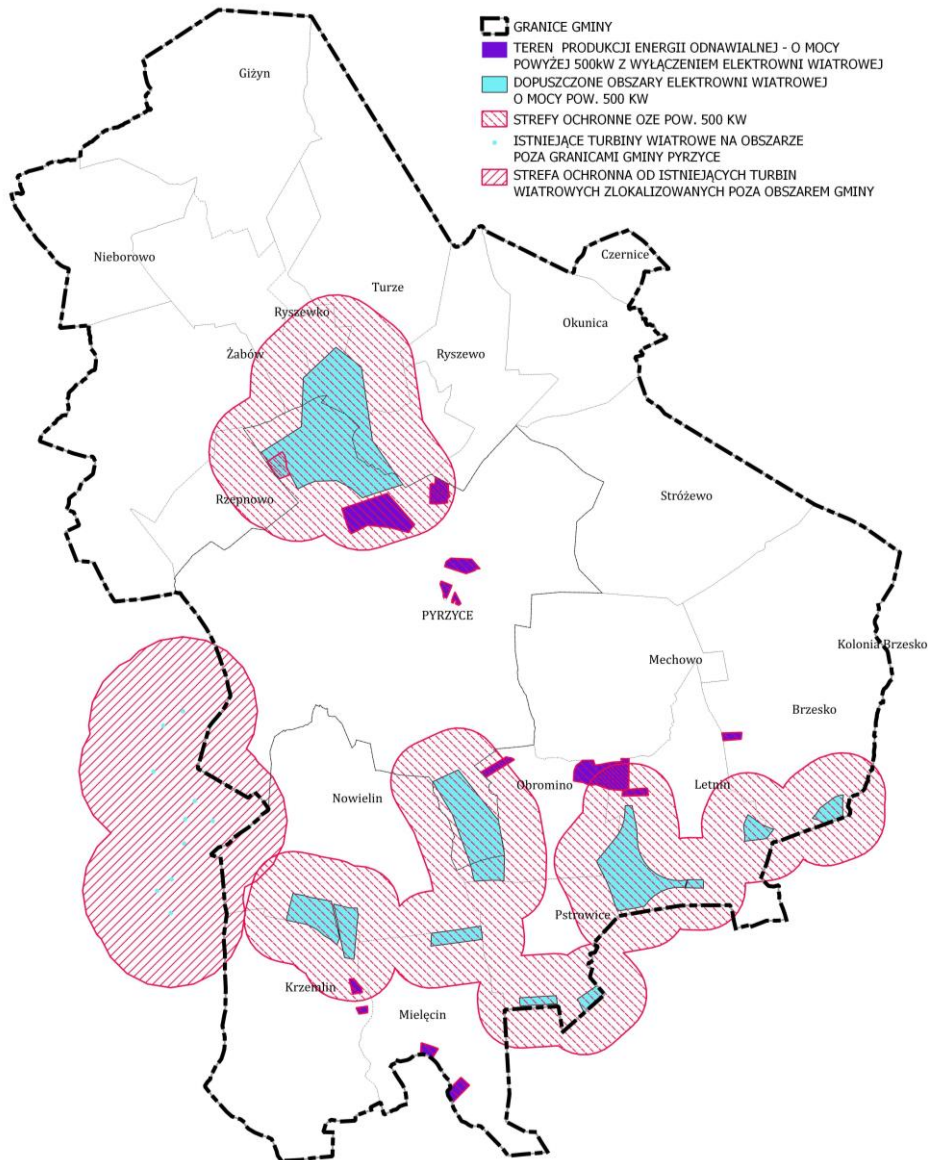 GRANICE GMINY
TEREN PRODUKCJI ENERGII ODNAWIALNEJ - O MOCY
POWYŻEJ 500kW Z WYŁĄCZENIEM ELEKTROWNI WIATROWEJ
DOPUSZCZONE OBSZARY ELEKTROWNI WIATROWEJ
O MOCY POW. 500 KW
STREFY OCHRONNE OZE POW. 500 KW
ISTNIEJĄCE TURBINY WIATROWE NA OBSZARZE
POZA GRANICAMI GMINY PYRZYCE
STREFA OCHRONNA OD ISTNIEJĄCYCH TURBIN
WIATROWYCH ZLOKALIZOWANYCH POZA OBSZAREM GMINY
Giżyn
Nieborowo
Czernice
Turze
Ryszewko
Okunica
Żabów
Ryszewo
Rzepnowo
Stróżewo
PYRZYCE
Kolonia Brzesko
Mechowo
Brzesko
Nowielin
Obromino
Letnin
Pstrowice
Krzemlin
Mielęcin